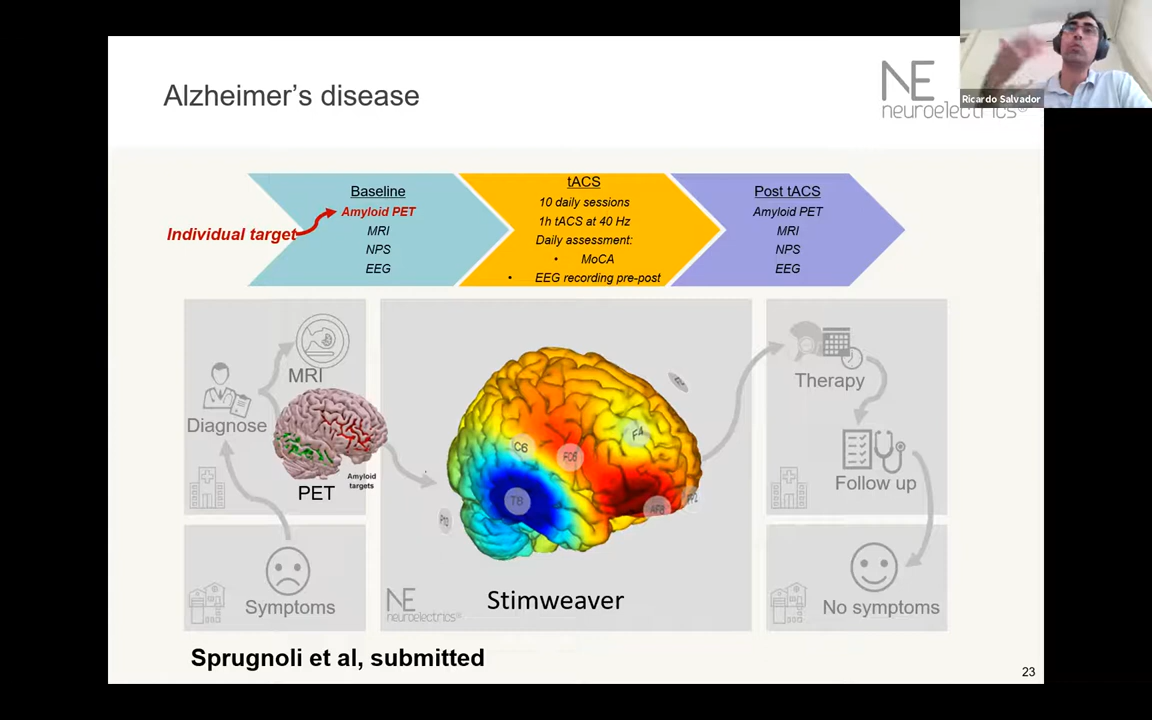 Alzheimer's disease
NE
neuroelectrics®
Ricardo Salvador
Individual target
Baseline
Amyloid PET
MRI
NPS
EEG
tACS
10 daily sessions
1h tACS at 40 Hz
Daily assessment:
• MoCA
• EEG recording pre-post
Post tACS
Amyloid PET
MRI
NPS
EEG
MRI
Diagnose
PET
Amyloid
targets
Symptoms
C6
FC6
F4
T8
AF8
FP2
P10
NE
neuroelectrics®
Stimweaver
Therapy
Follow up
No symptoms
Sprugnoli et al, submitted
23